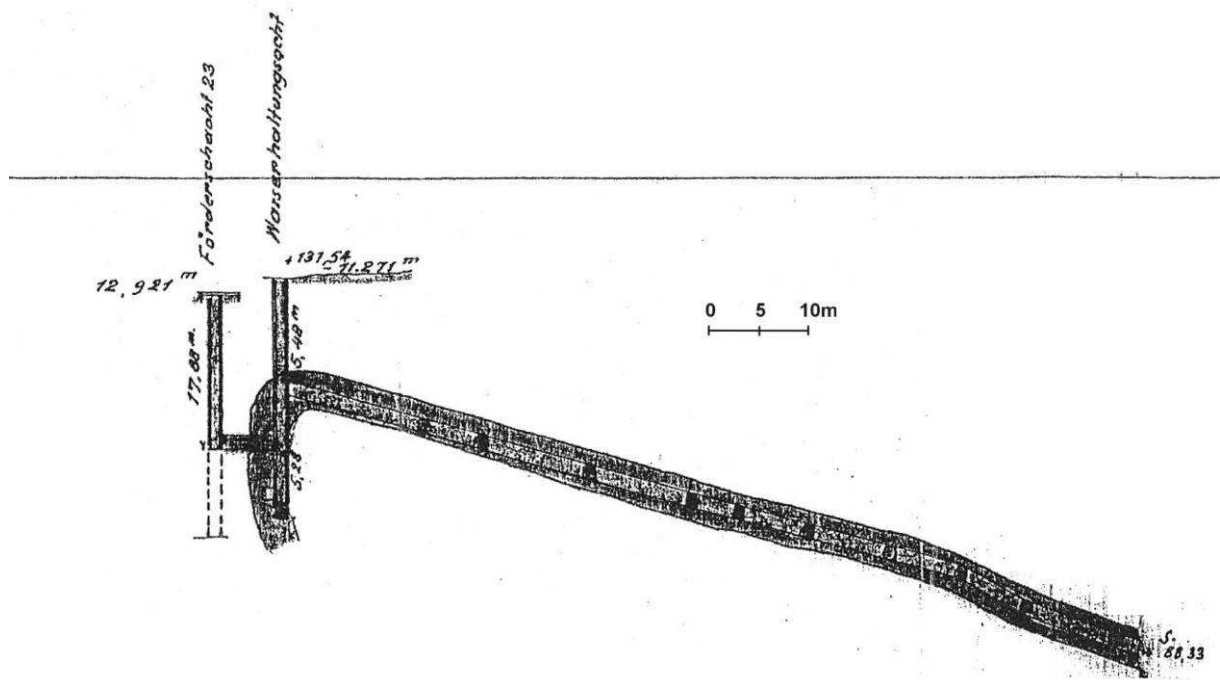 Förderschacht 23
Wasserhaltungsschacht
+131,54
- 11.271 m
12,921 m
0 5 10m
17.88 m.
5,48 m
5,28
S.
88,33